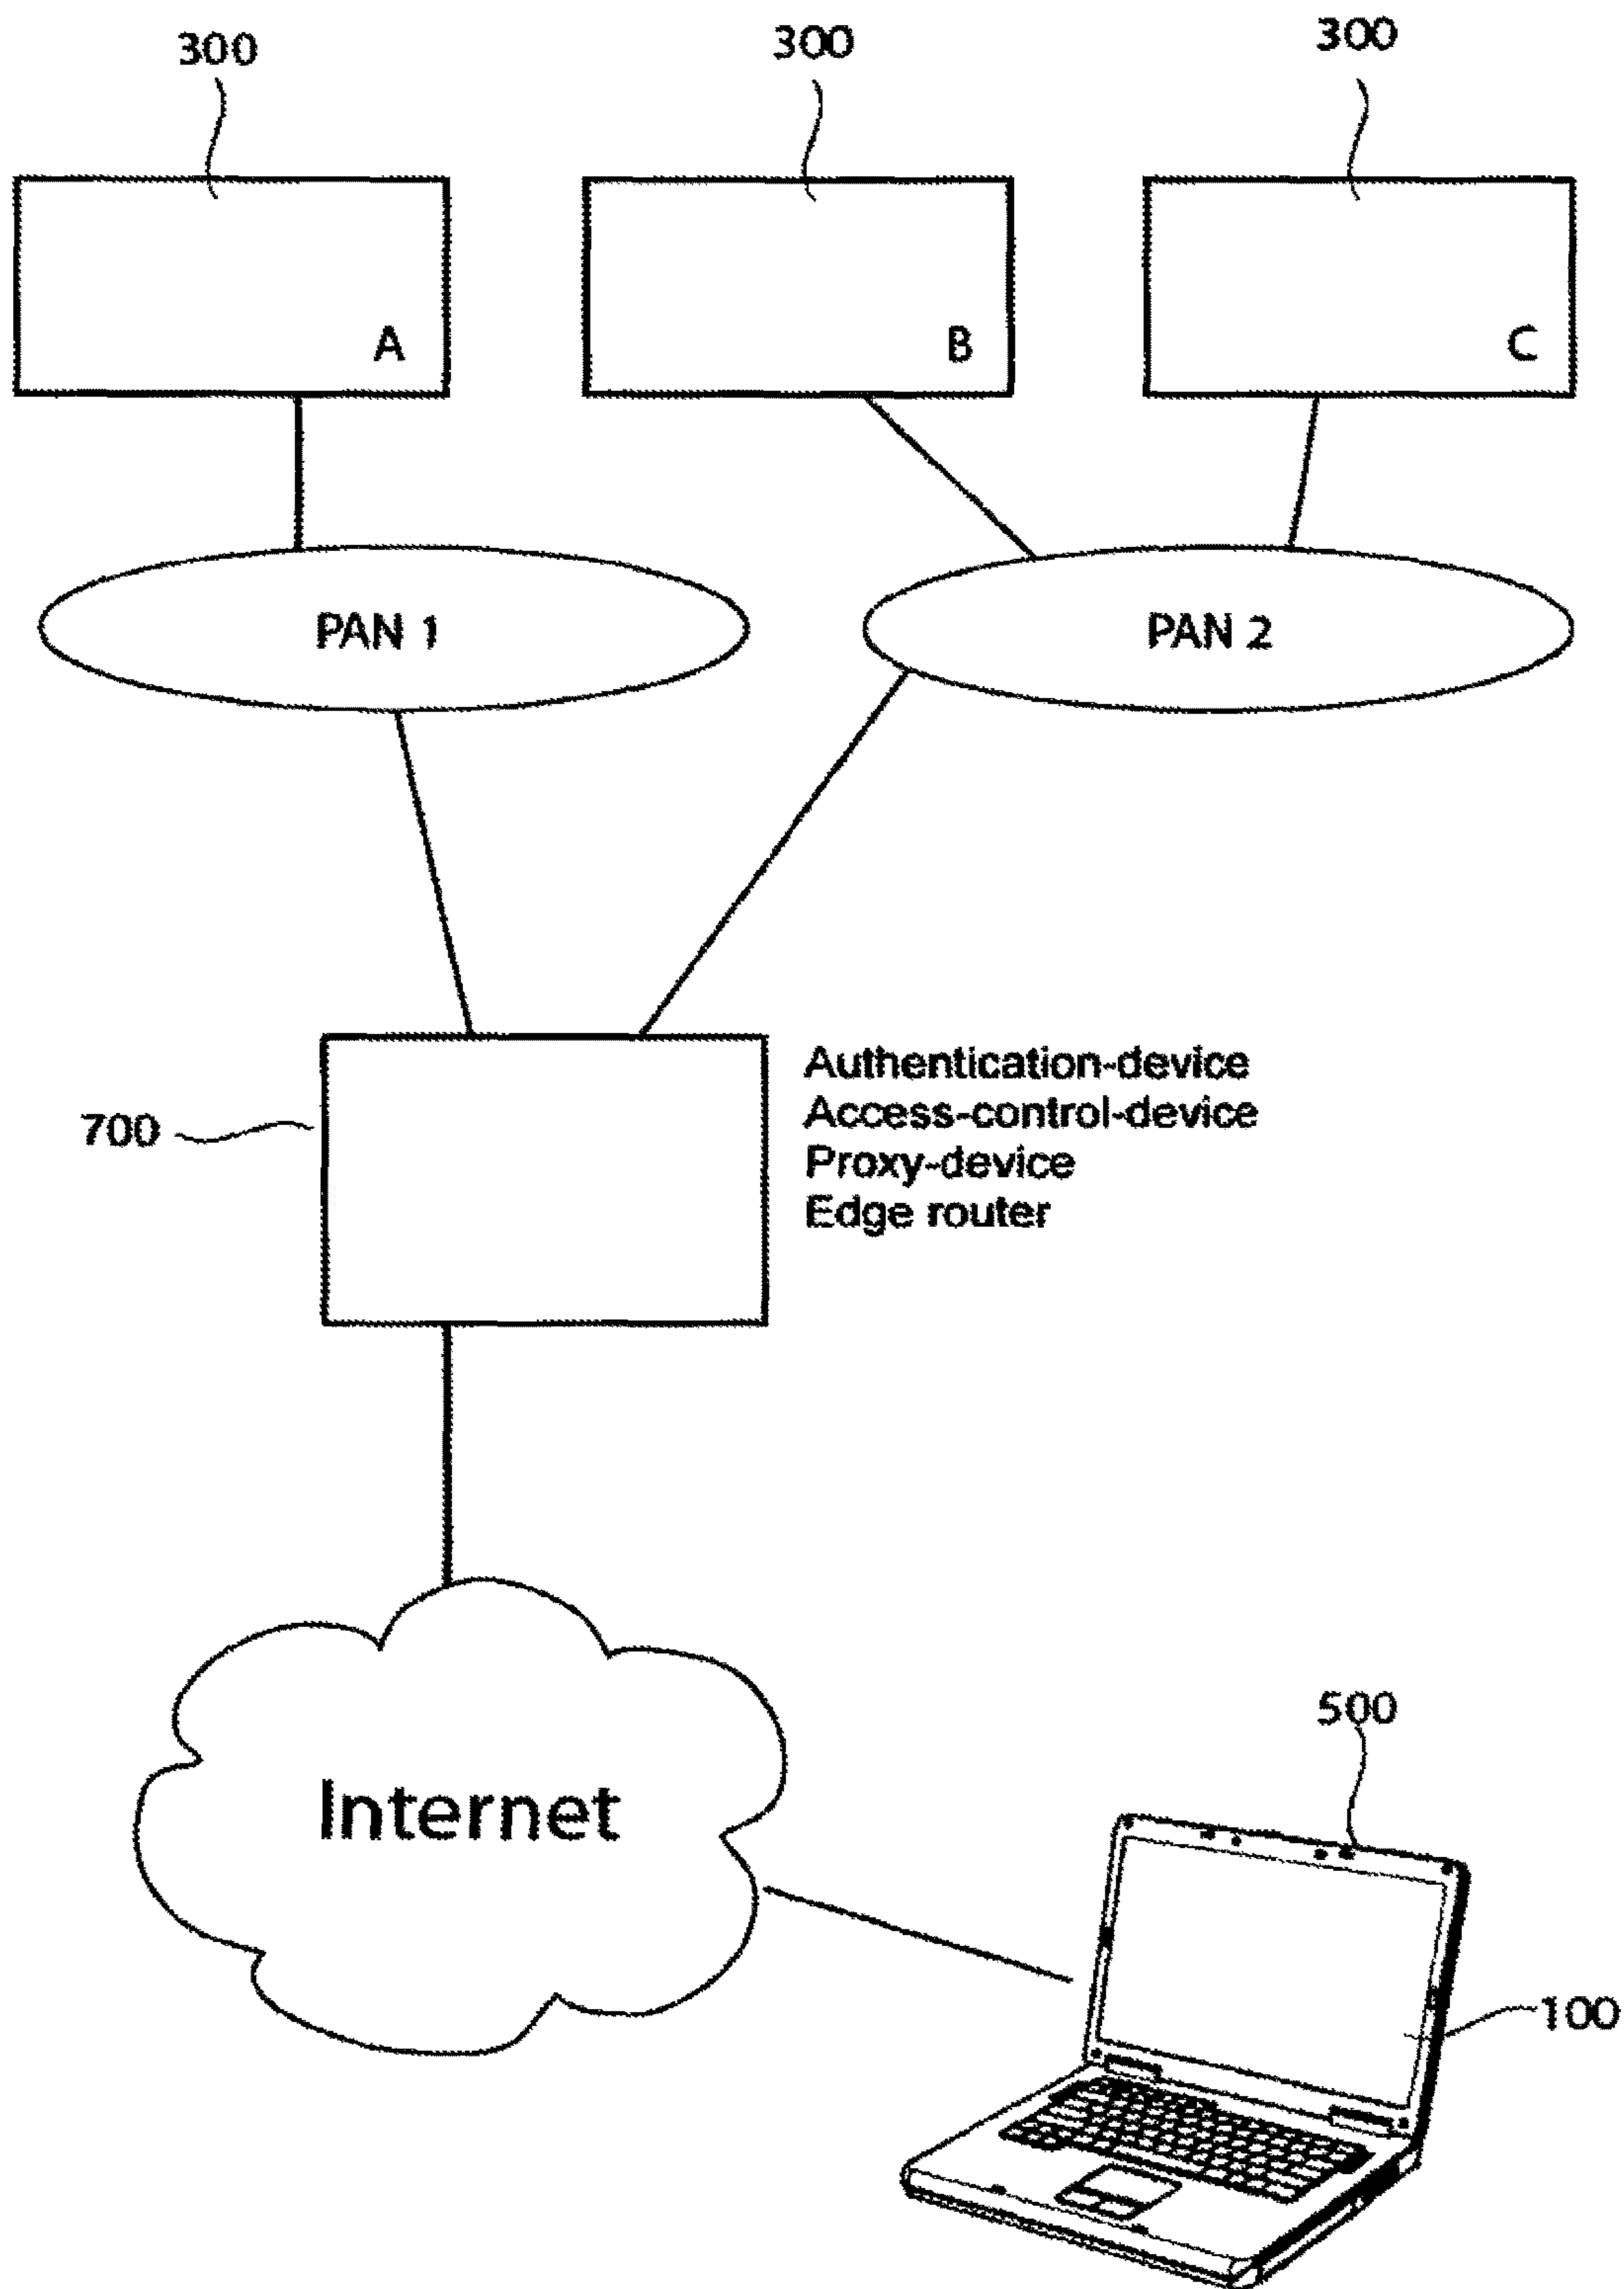 300
300
300
A
B
C
PAN 1
PAN 2
700
Authentication-device
Access-control-device
Proxy-device
Edge router
Internet
500
100